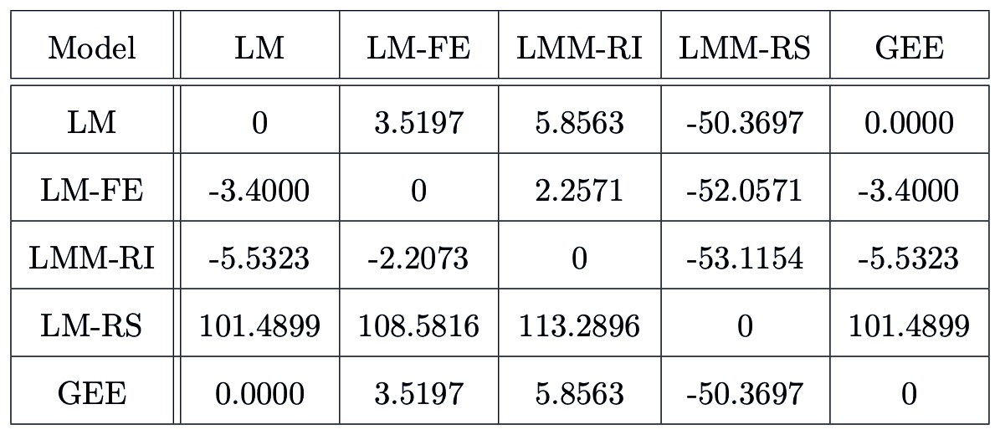 Model LM LM-FE LMM-RI LMM-RS GEE
LM 0 3.5197 5.8563 -50.3697 0.0000
LM-FE -3.4000 0 2.2571 -52.0571 -3.4000
LMM-RI -5.5323 -2.2073 0 -53.1154 -5.5323
LM-RS 101.4899 108.5816 113.2896 0 101.4899
GEE 0.0000 3.5197 5.8563 -50.3697 0